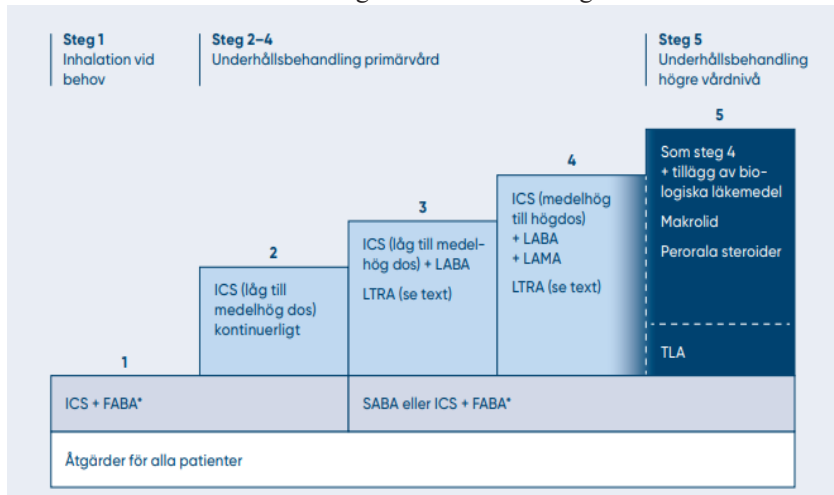 Steg 1
Inhalation vid
behov
Steg 2–4
Underhållsbehandling primärvård
Steg 5
Underhållsbehandling
högre vårdnivå
1
ICS + FABA*
2
ICS (låg till
medelhög dos)
kontinuerligt
3
ICS (låg till medel-
hög dos) + LABA
LTRA (se text)
4
ICS (medelhög
till högdos)
+ LABA
+ LAMA
LTRA (se text)
5
Som steg 4
+ tillägg av bio-
logiska läkemedel
Makrolid
Perorala steroider
TLA
SABA eller ICS + FABA*
Åtgärder för alla patienter